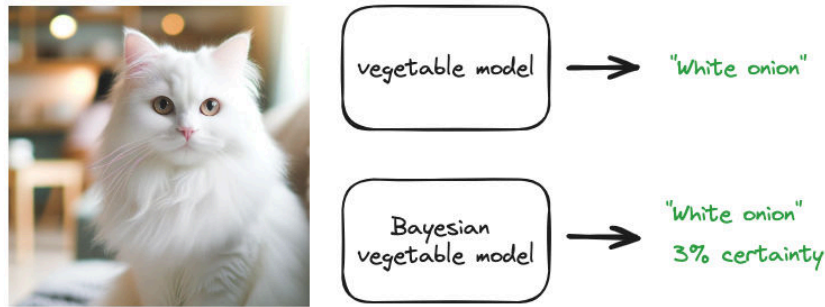 vegetable model
"White onion"
Bayesian
vegetable model
"White onion"
3% certainty